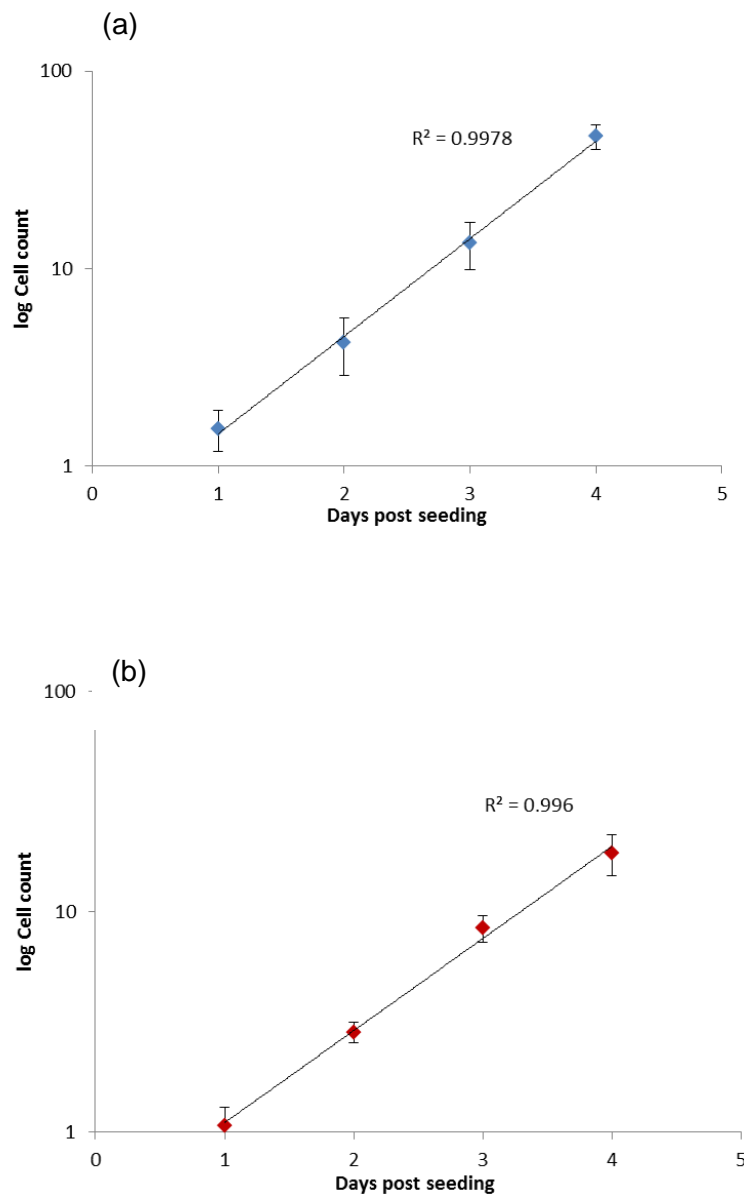 (a)
100
R² = 0.9978
10
log Cell count
1
0 1 2 3 4 5
Days post seeding
(b)
100
R² = 0.996
10
log Cell count
1
0 1 2 3 4 5
Days post seeding